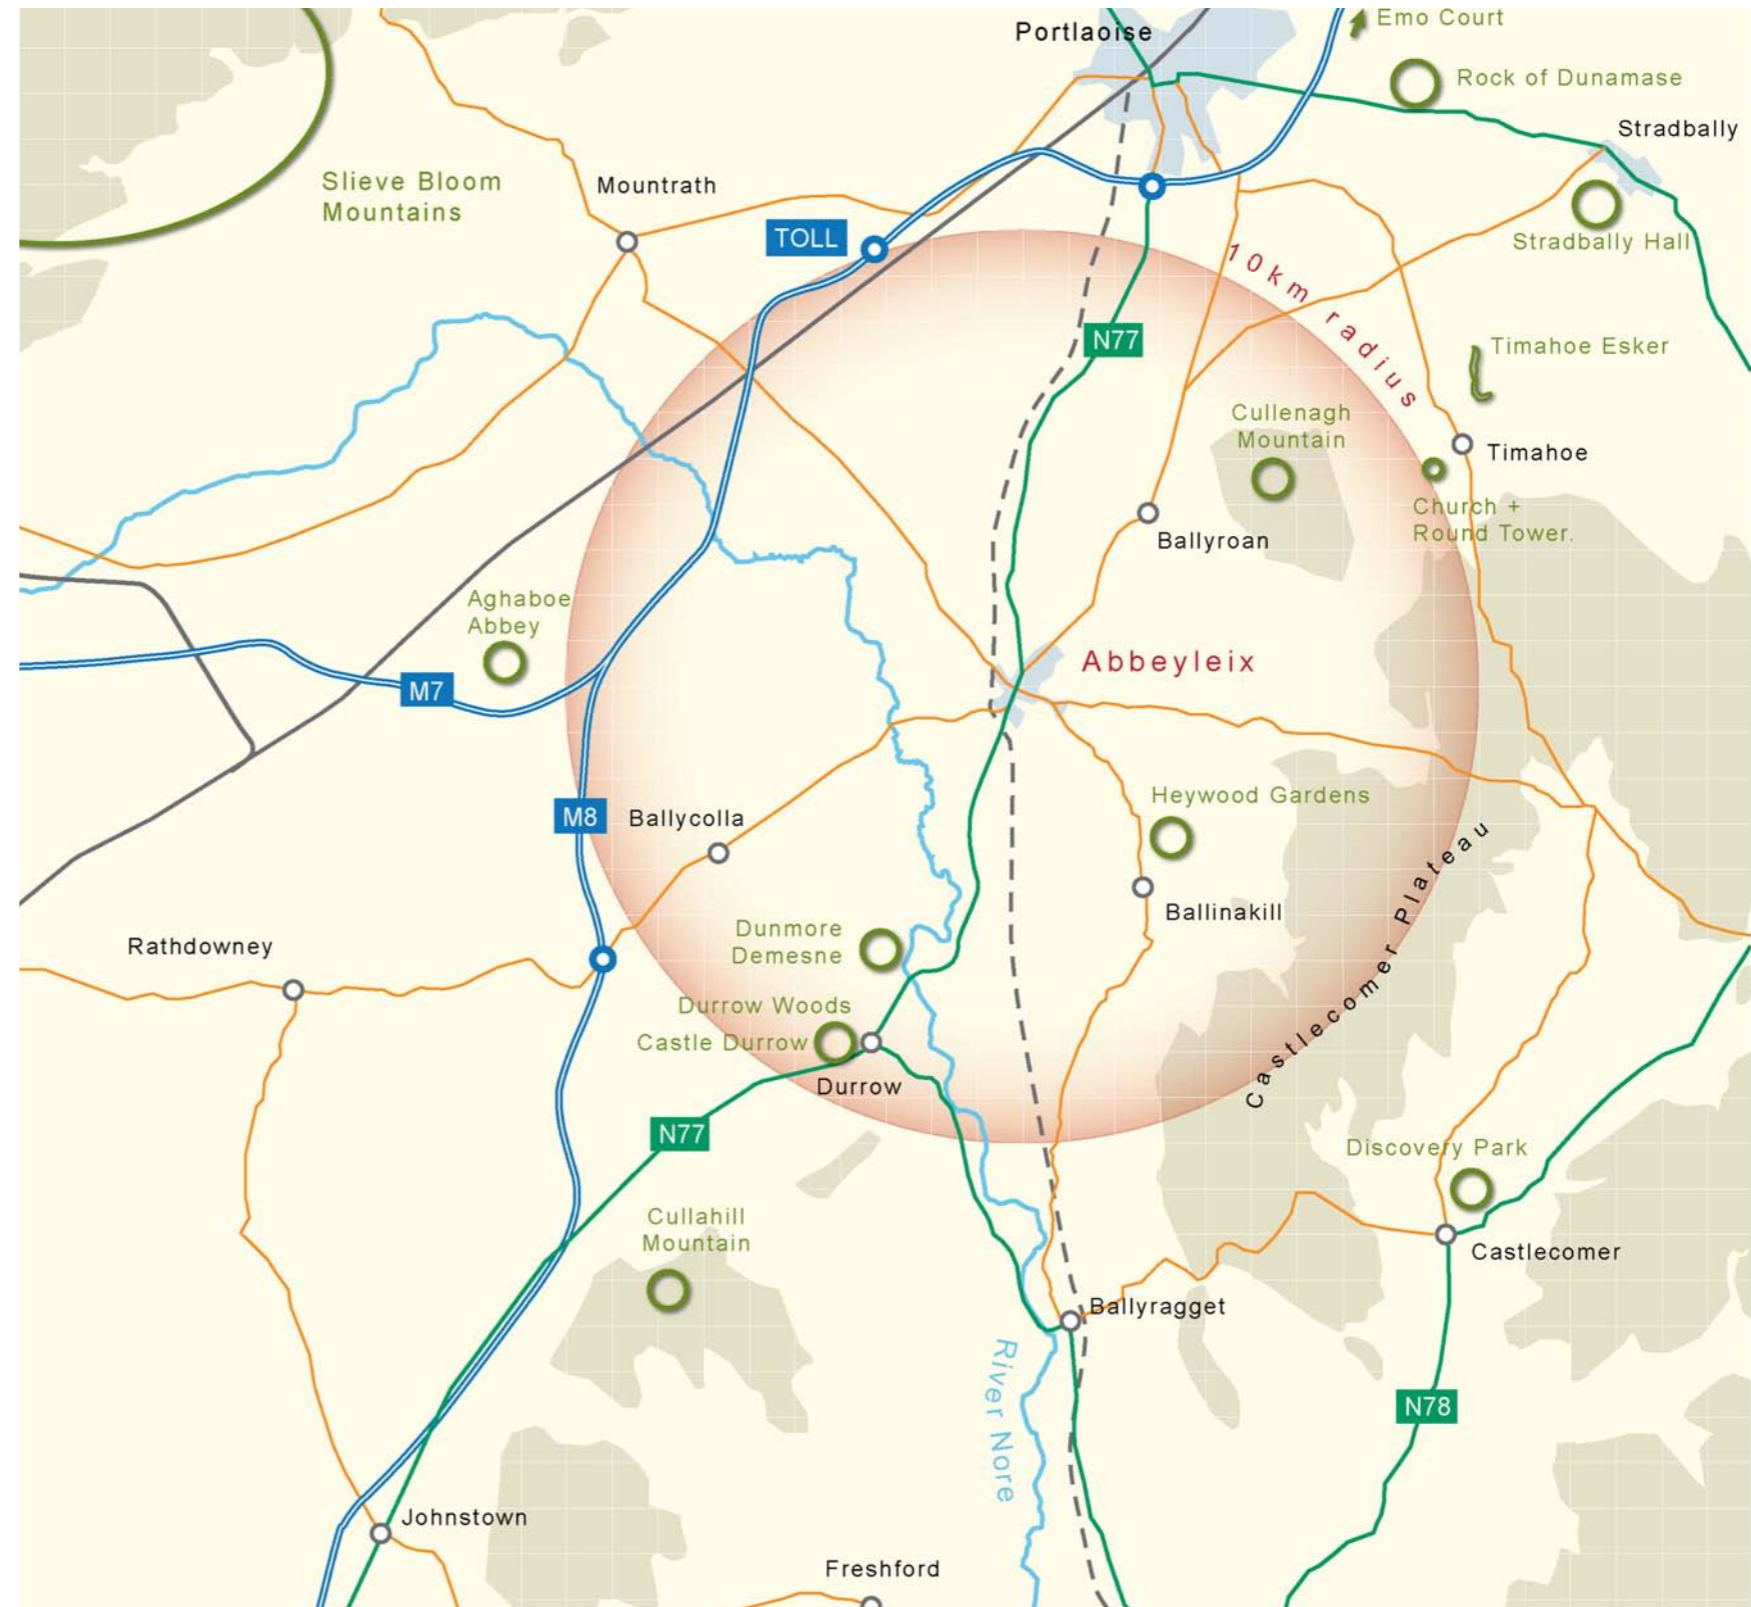 Emo Court
Portlaoise
Rock of Dunamase
Stradbally
Slieve Bloom
Mountains
Mountrath
TOLL
Stradbally Hall
10km radius
N77
Timahoe Esker
Cullenagh
Mountain
Timahoe
Church +
Round Tower.
Ballyroan
Aghaboe
Abbey
Abbeyleix
M7
Heywood Gardens
M8
Ballycolla
Castlecomer Plateau
Ballinakill
Dunmore
Demesne
Rathdowney
Durrow Woods
Castle Durrow
Durrow
N77
Discovery Park
Cullahill
Mountain
Castlecomer
Ballyragget
River Nore
N78
Johnstown
Freshford